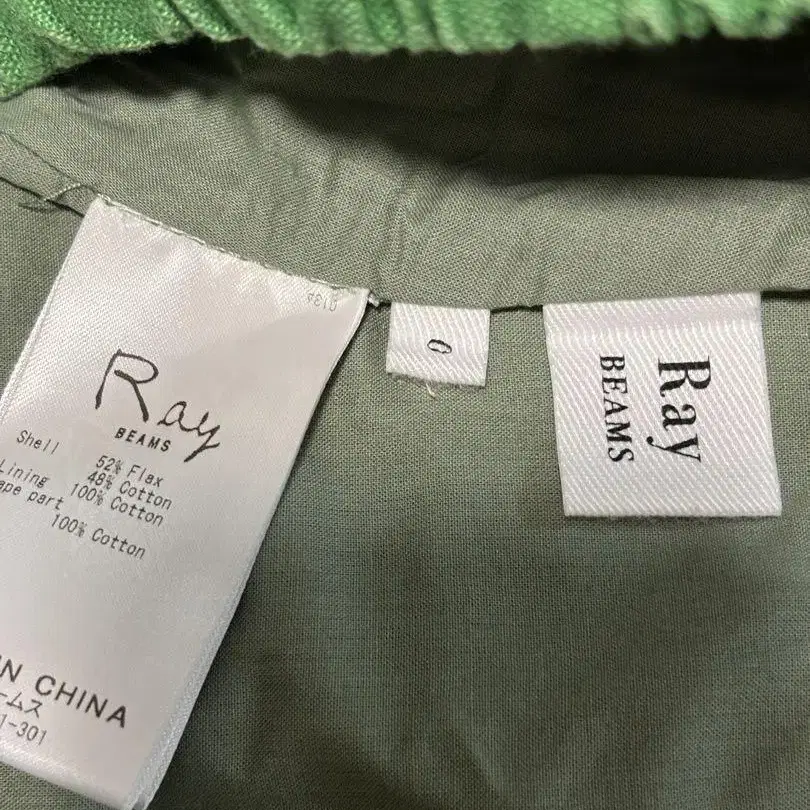 Ray
BEAMS
Shell
52% Flax
48% Cotton
Lining 100% Cotton
ape part
100% Cotton
IN CHINA
ームス
1-301
0
Ray
BEAMS